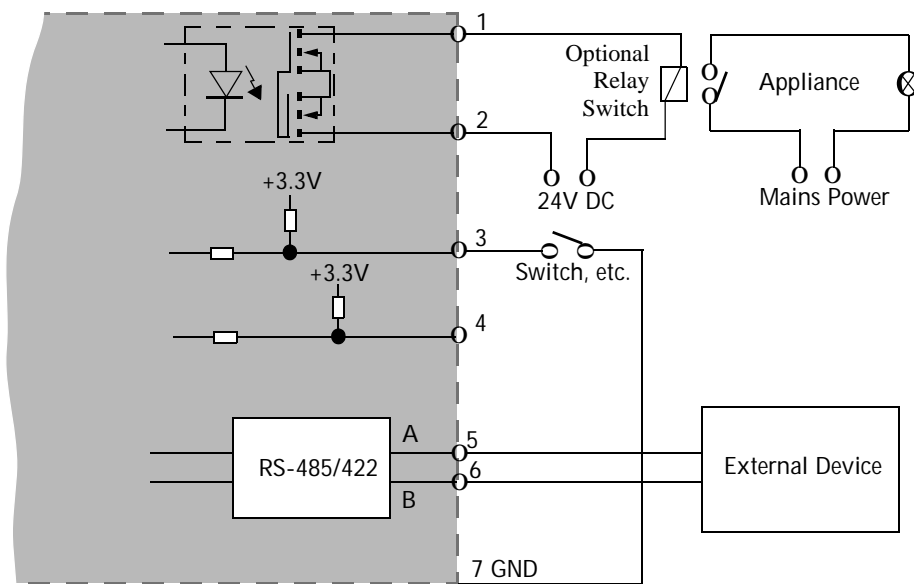 1
Optional
Relay
Switch
Appliance
2
24V DC
Mains Power
+3.3V
3
Switch, etc.
+3.3V
4
RS-485/422
A
5
6
B
External Device
7 GND